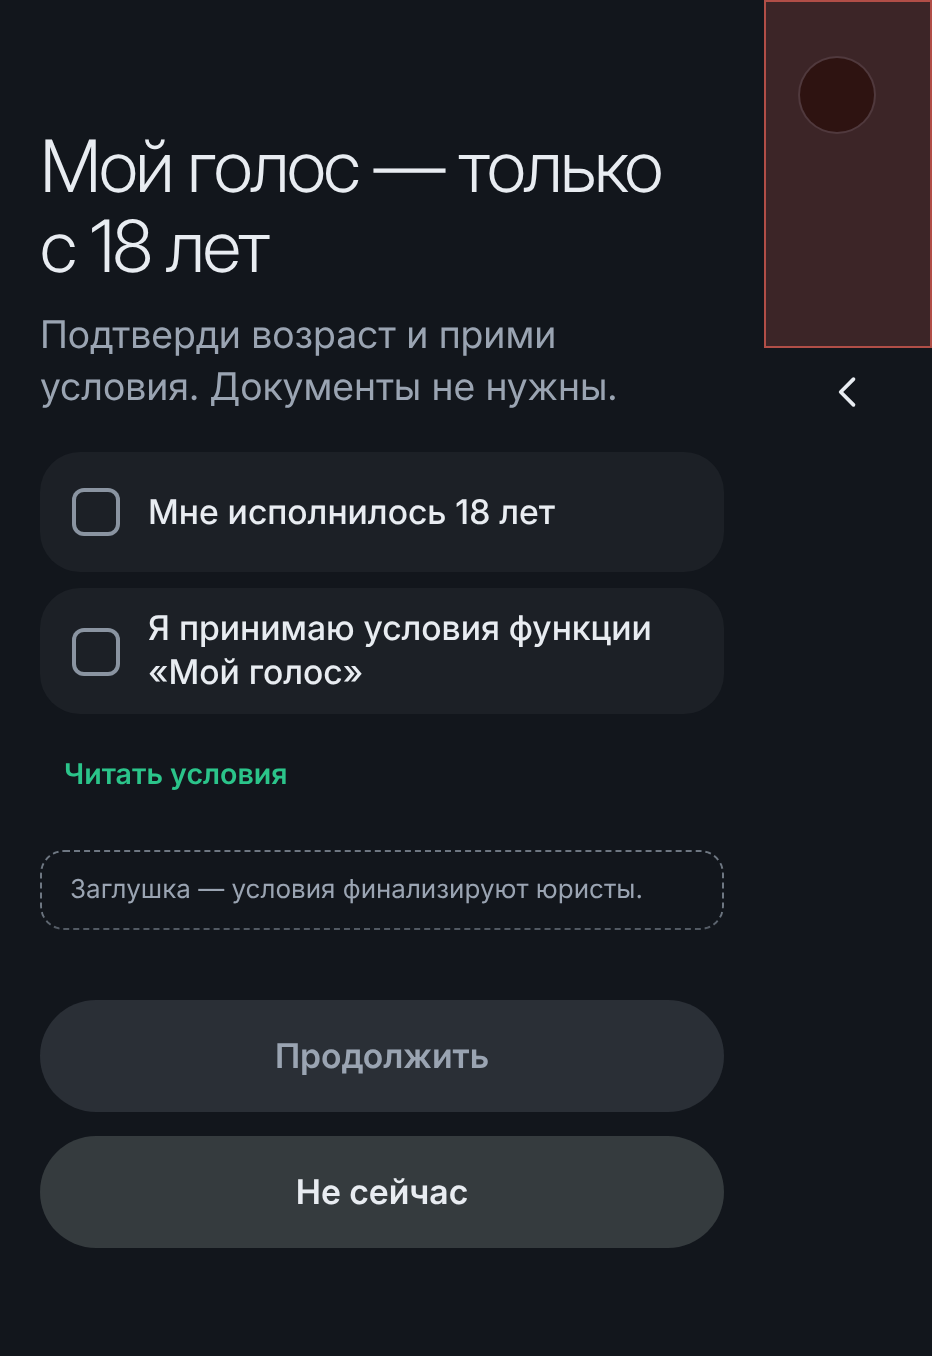 Мой голос — только
с 18 лет
Подтверди возраст и прими
условия. Документы не нужны.
Мне исполнилось 18 лет
Я принимаю условия функции
«Мой голос»
Читать условия
Заглушка — условия финализируют юристы.
Продолжить
Не сейчас